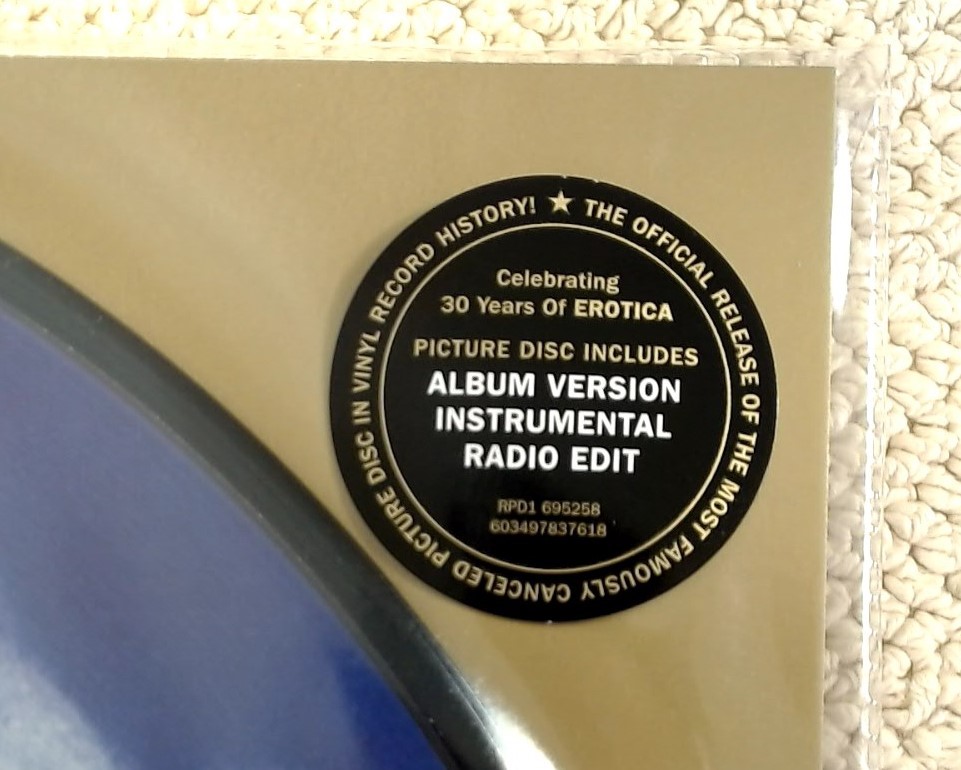 ★ THE OFFICIAL RELEASE OF THE MOST FAMOUSLY CANCELED PICTURE DISC IN VINYL RECORD HISTORY!
Celebrating
30 Years Of EROTICA
PICTURE DISC INCLUDES
ALBUM VERSION
INSTRUMENTAL
RADIO EDIT
RPD1 695258
603497837618